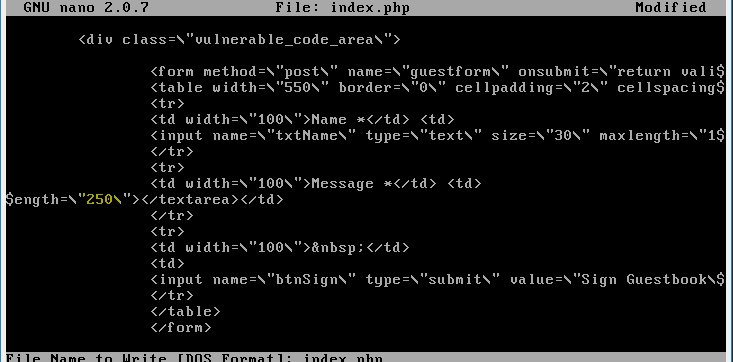 GNU nano 2.0.7 File: index.php Modified
<div class=\"vulnerable_code_area\">
<form method=\"post\" name=\"guestform\" onsubmit=\"return vali$
<table width=\"550\" border=\"0\" cellpadding=\"2\" cellspacing$
<tr>
<td width=\"100\">Name *</td> <td>
<input name=\"txtName\" type=\"text\" size=\"30\" maxlength=\"1$
</tr>
<tr>
<td width=\"100\">Message *</td> <td>
$ength=\"250\"></textarea></td>
</tr>
<tr>
<td width=\"100\">&nbsp;</td>
<td>
<input name=\"btnSign\" type=\"submit\" value=\"Sign Guestbook\$
</tr>
</table>
</form>
File Name to Write [DOS Format]: index.php